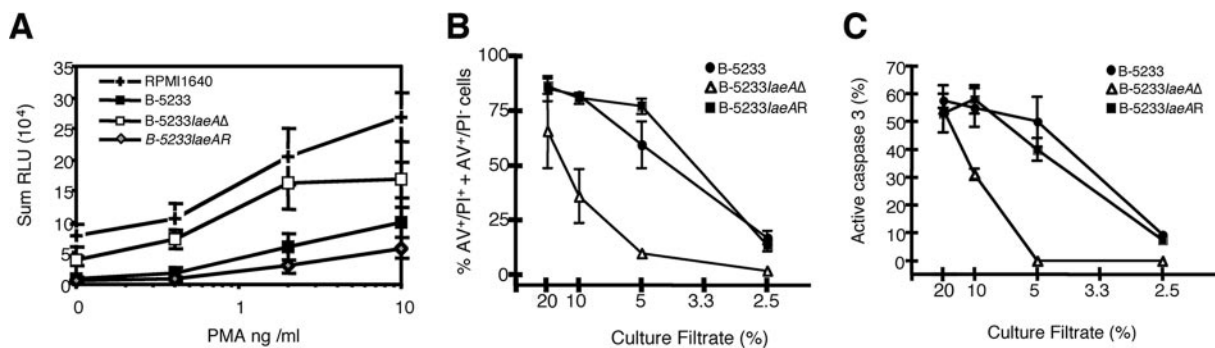 A
Sum RLU (10⁴)
35
30
25
20
15
10
5
0
RPMI1640
B-5233
B-5233laeAΔ
B-5233laeAR
0
1
10
PMA ng /ml
B
% AV⁺/PI⁺ + AV⁺/PI⁻ cells
100
75
50
25
0
B-5233
B-5233laeAΔ
B-5233laeAR
20
10
5
3.3
2.5
Culture Filtrate (%)
C
Active caspase 3 (%)
70
60
50
40
30
20
10
0
B-5233
B-5233laeAΔ
B-5233laeAR
20
10
5
3.3
2.5
Culture Filtrate (%)